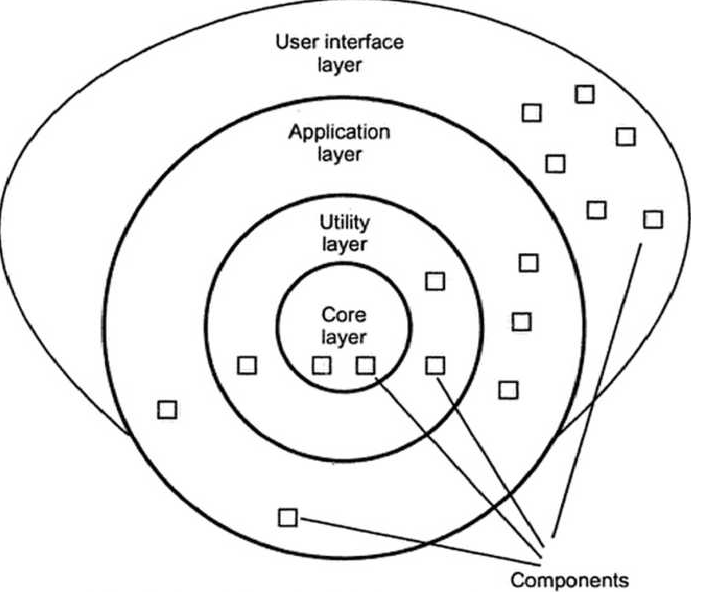 User interface
layer
Application
layer
Utility
layer
Core
layer
Components